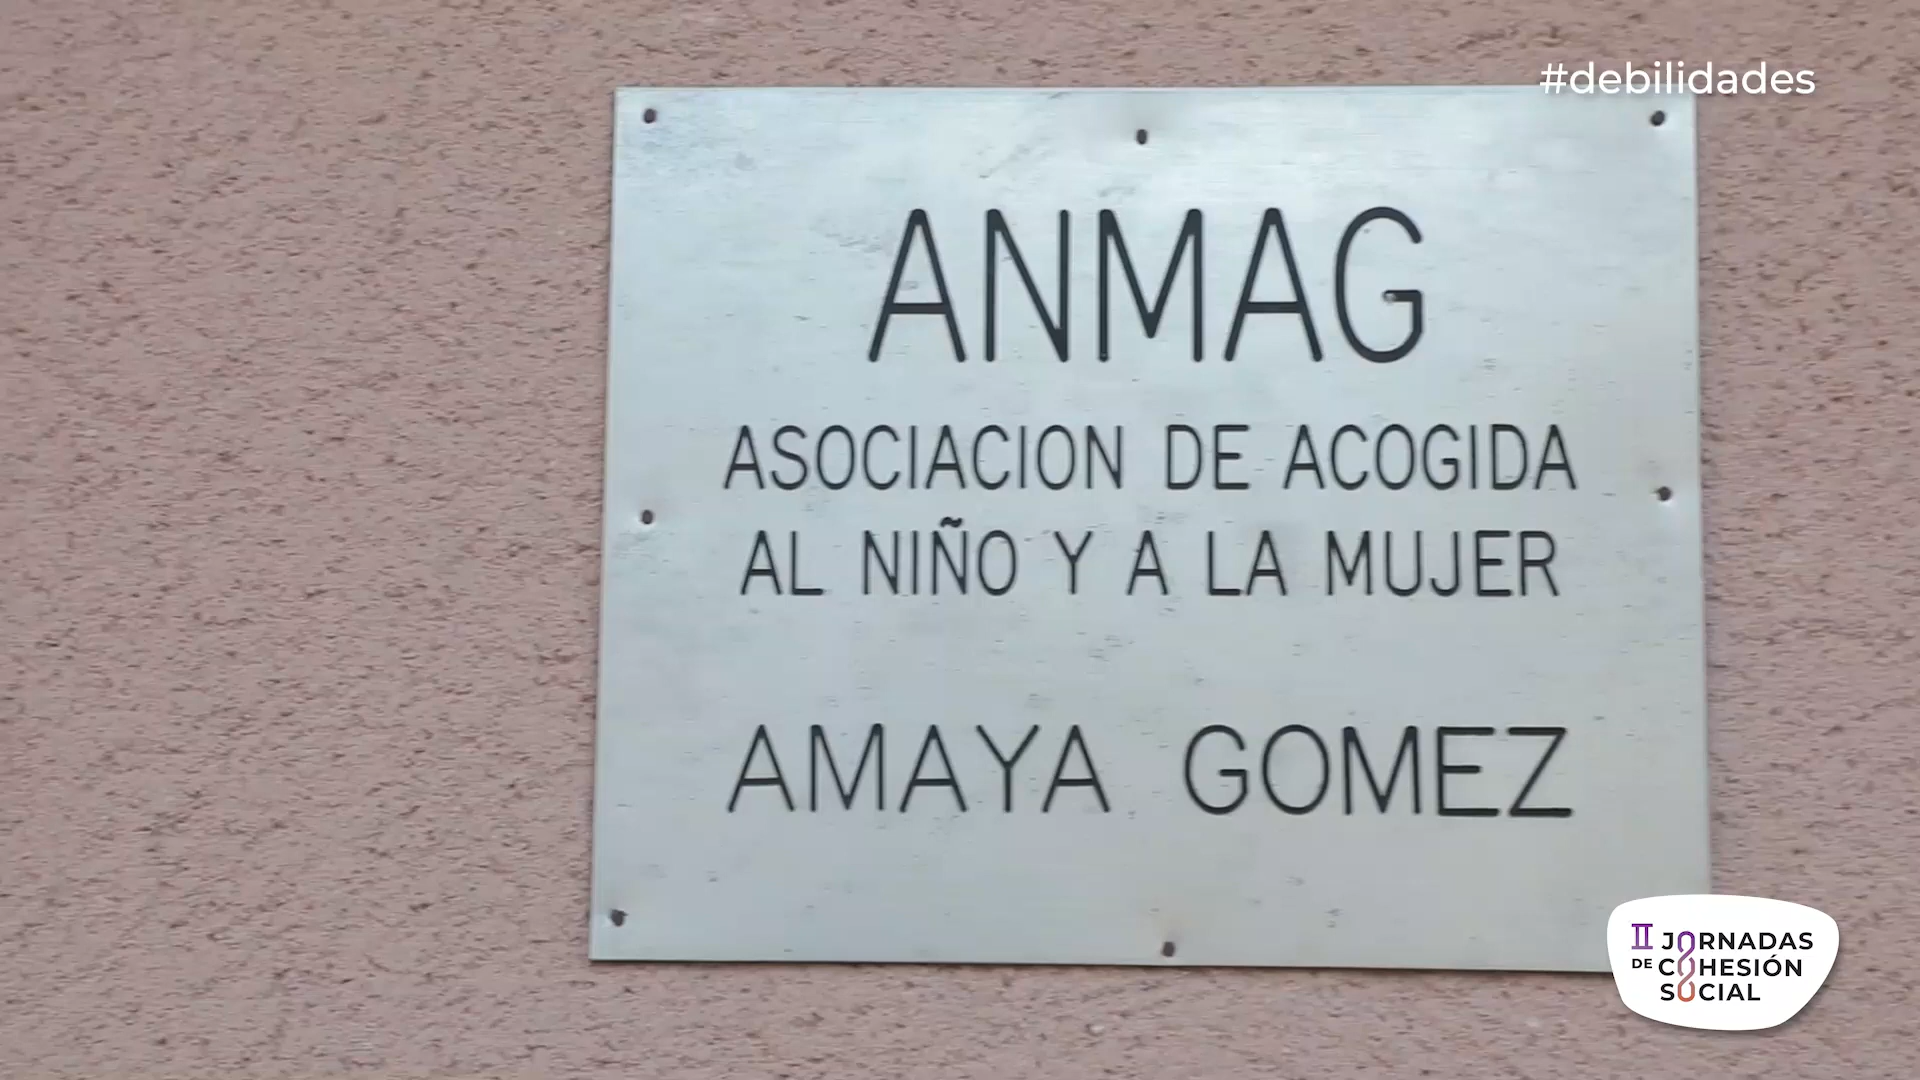 #debilidades
ANMAG
ASOCIACION DE ACOGIDA
AL NIÑO Y A LA MUJER
AMAYA GOMEZ
II JORNADAS
DE COHESIÓN
SOCIAL